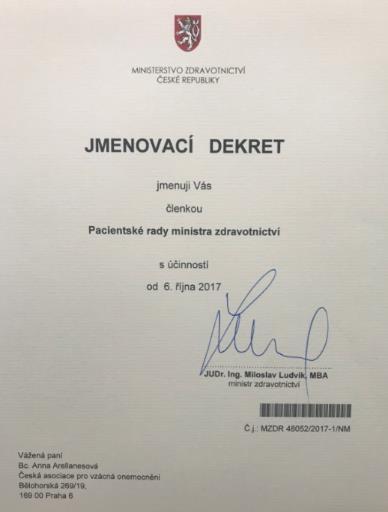 MINISTERSTVO ZDRAVOTNICTVÍ
ČESKÉ REPUBLIKY
JMENOVACÍ DEKRET
jmenuji Vás
členkou
Pacientské rady ministra zdravotnictví
s účinností
od 6. října 2017
JUDr. Ing. Miloslav Ludvík, MBA
ministr zdravotnictví
Č.j.: MZDR 48052/2017-1/NM
Vážená paní
Bc. Anna Arellanesová
Česká asociace pro vzácná onemocnění
Bělohorská 269/19,
169 00 Praha 6